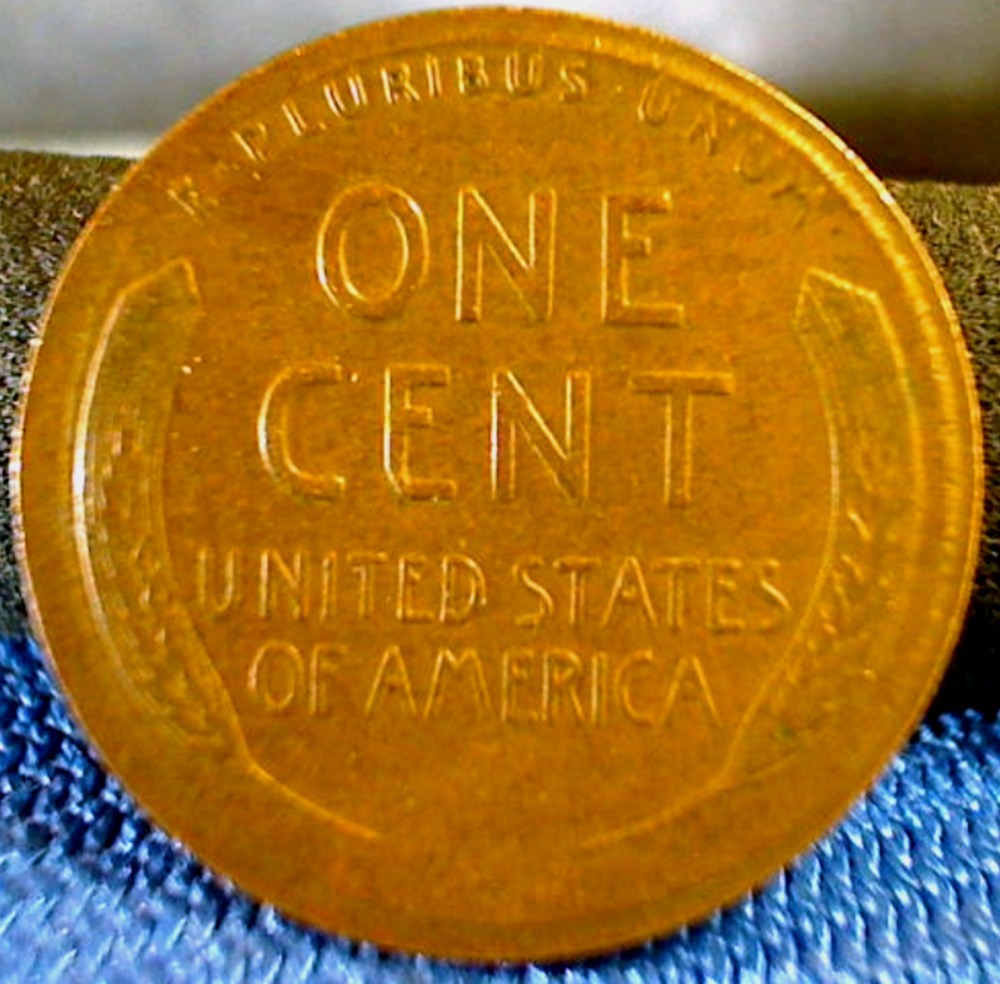 E · PLURIBUS · UNUM
ONE
CENT
UNITED STATES
OF AMERICA